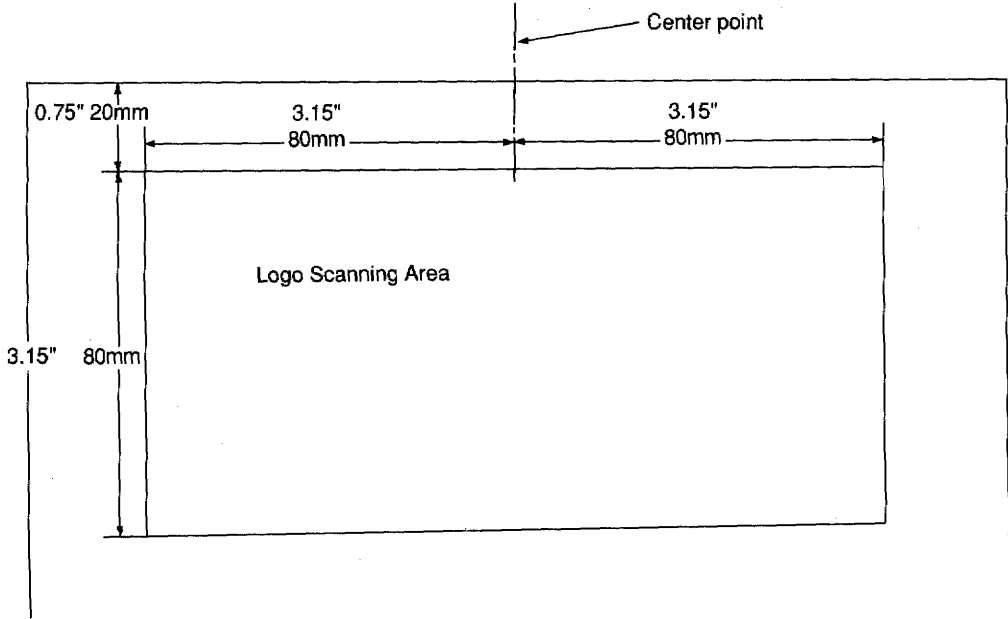 Center point
0.75" 20mm
3.15"
3.15"
80mm
80mm
Logo Scanning Area
3.15" 80mm